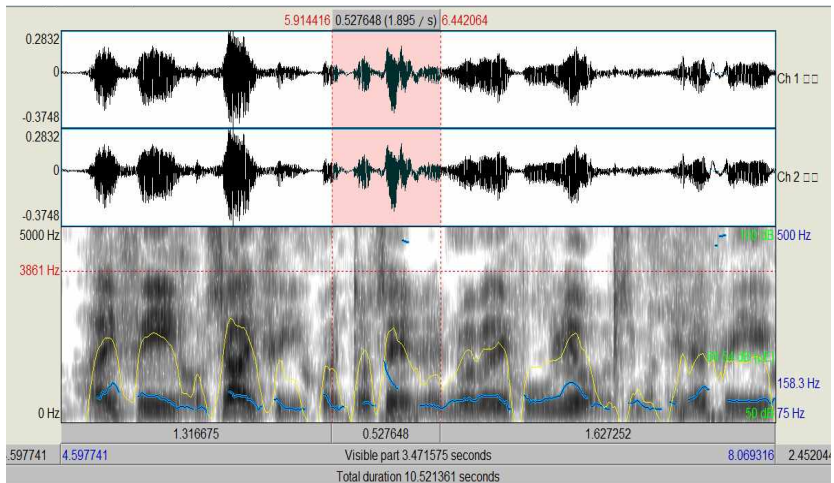 5.914416 0.527648 (1.895 / s) 6.442064
0.2832
0
-0.3748
Ch 1
0.2832
0
-0.3748
Ch 2
5000 Hz
500 Hz
3861 Hz
158.3 Hz
0 Hz
50 dB 75 Hz
1.316675 0.527648 1.627252
.597741 4.597741 Visible part 3.471575 seconds 8.069316 2.452044
Total duration 10.521361 seconds